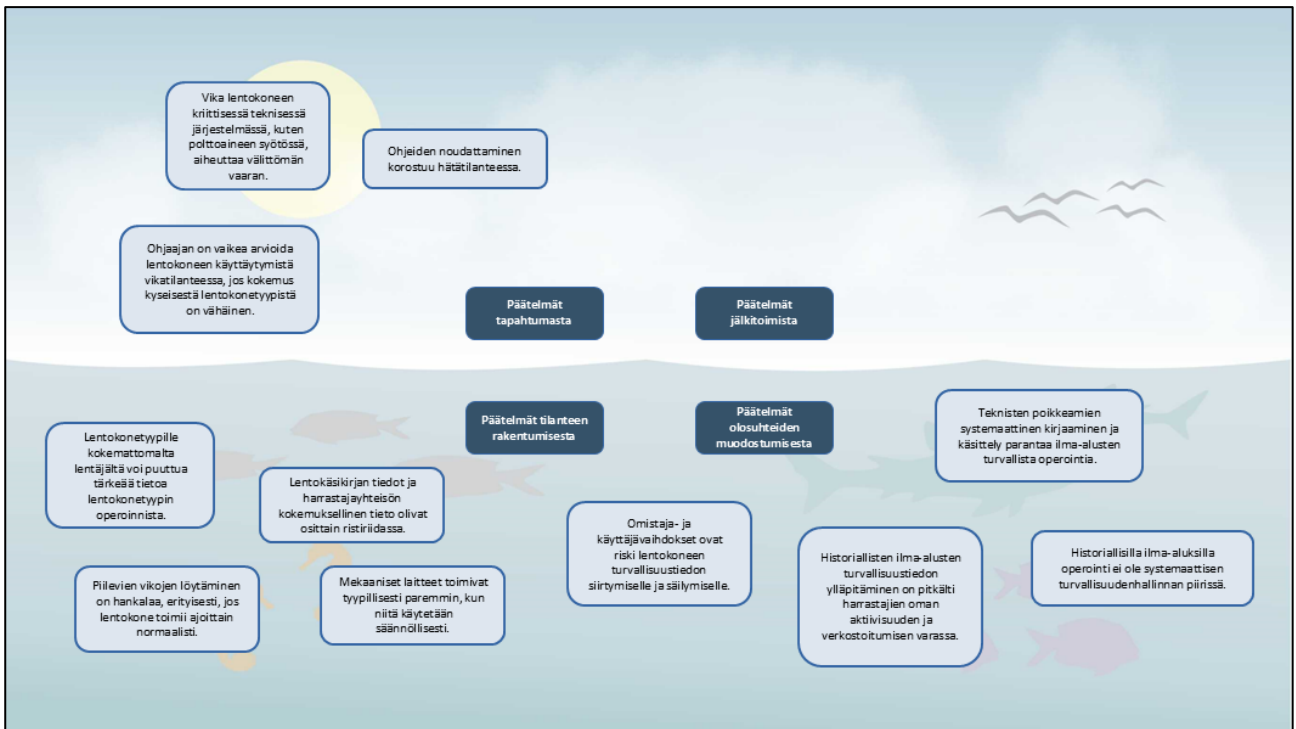 Vika lentokoneen
kriittisessä teknisessä
järjestelmässä, kuten
polttoaineen syötössä,
aiheuttaa välittömän
vaaran.
Ohjeiden noudattaminen
korostuu hätätilanteessa.
Ohjaajan on vaikea arvioida
lentokoneen käyttäytymistä
vikatilanteessa, jos kokemus
kyseisestä lentokonetyypistä
on vähäinen.
Päätelmät
tapahtumasta
Päätelmät
jälkitoimista
Päätelmät tilanteen
rakentumisesta
Päätelmät
olosuhteiden
muodostumisesta
Teknisten poikkeamien
systemaattinen kirjaaminen ja
käsittely parantaa ilma-alusten
turvallista operointia.
Lentokonetyypille
kokemattomalta
lentäjältä voi puuttua
tärkeää tietoa
lentokonetyypin
operoinnista.
Lentokäsikirjan tiedot ja
harrastajayhteisön
kokemuksellinen tieto olivat
osittain ristiriidassa.
Omistaja- ja
käyttäjävaihdokset ovat
riski lentokoneen
turvallisuustiedon
siirtymiselle ja säilymiselle.
Historiallisten ilma-alusten
turvallisuustiedon
ylläpitäminen on pitkälti
harrastajien oman
aktiivisuuden ja
verkostoitumisen varassa.
Historiallisilla ilma-aluksilla
operointi ei ole systemaattisen
turvallisuudenhallinnan piirissä.
Piilevien vikojen löytäminen
on hankalaa, erityisesti, jos
lentokone toimii ajoittain
normaalisti.
Mekaaniset laitteet toimivat
tyypillisesti paremmin, kun
niitä käytetään
säännöllisesti.